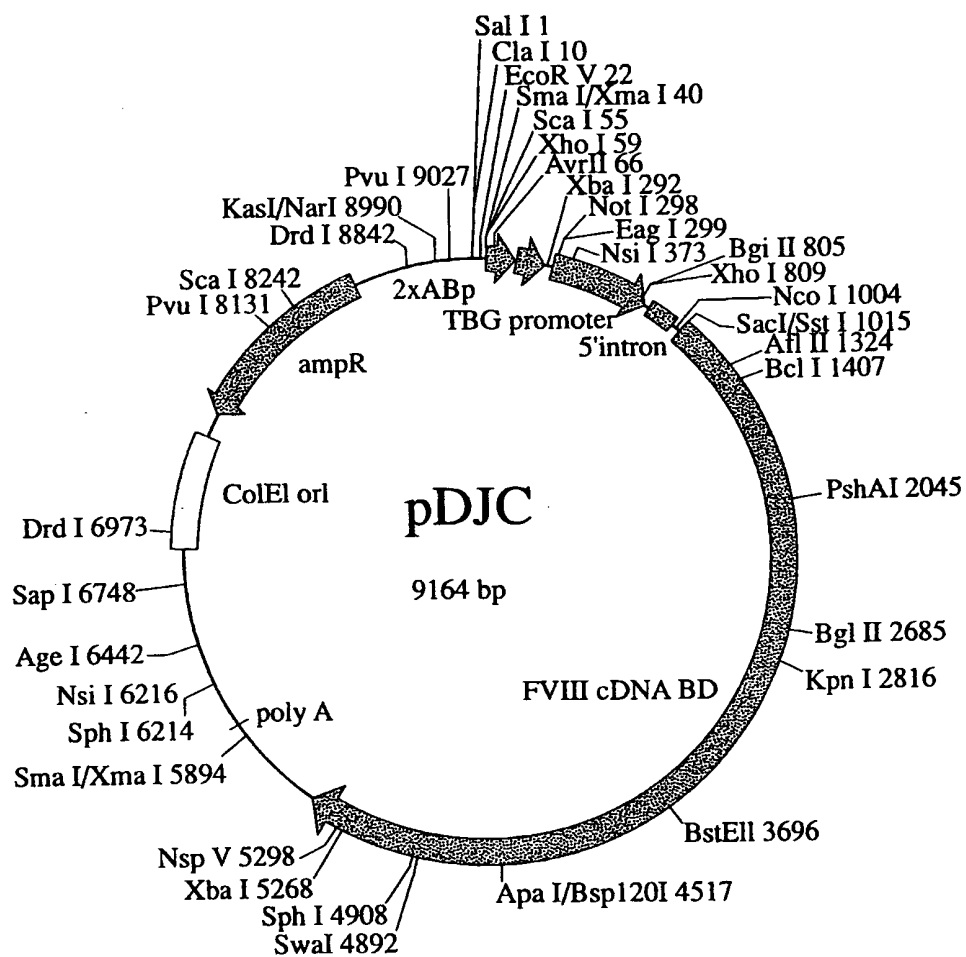 Sal I 1
Cla I 10
EcoR V 22
Sma I/Xma I 40
Sca I 55
Xho I 59
AvrII 66
Xba I 292
Not I 298
Eag I 299
Nsi I 373
Bgi II 805
Xho I 809
Nco I 1004
SacI/Sst I 1015
Afl II 1324
Bcl I 1407
Pvu I 9027
KasI/NarI 8990
Drd I 8842
Sca I 8242
Pvu I 8131
2xABp
TBG promoter
5'intron
ampR
ColEl orI
pDJC
9164 bp
PshAI 2045
Drd I 6973
Sap I 6748
Bgl II 2685
Age I 6442
Kpn I 2816
Nsi I 6216
FVIII cDNA BD
Sph I 6214
poly A
Sma I/Xma I 5894
BstEll 3696
Nsp V 5298
Xba I 5268
Apa I/Bsp120I 4517
Sph I 4908
SwaI 4892